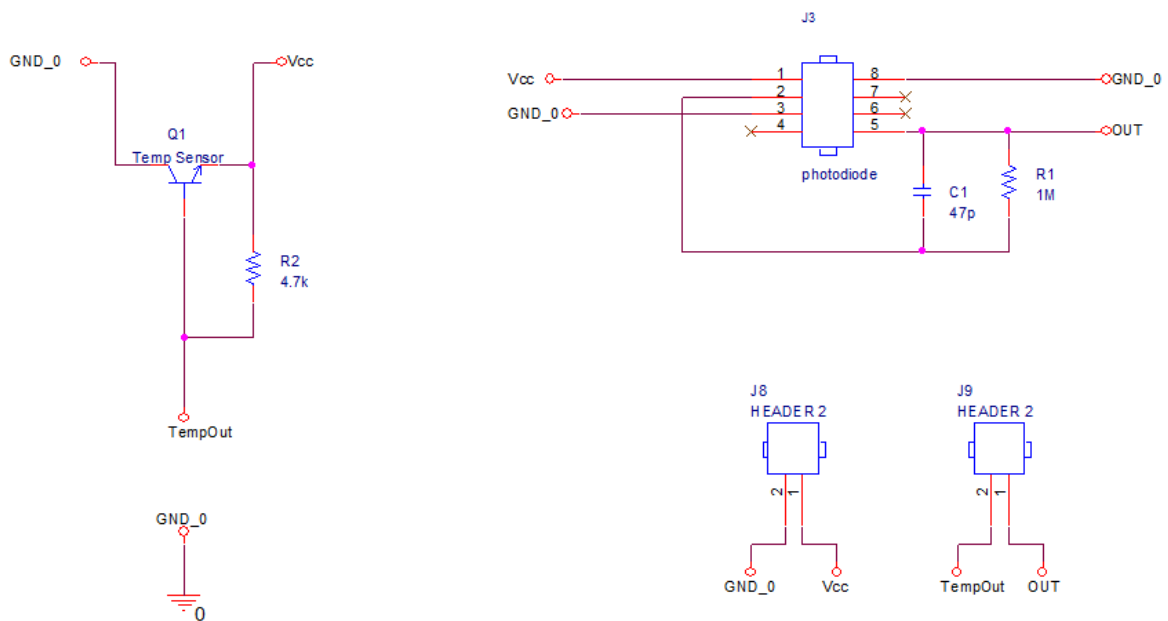 GND_0
Vcc
Q1
Temp Sensor
R2
4.7k
TempOut
GND_0
0
J3
Vcc
GND_0
1
2
3
4
8
7
6
5
GND_0
OUT
photodiode
C1
47p
R1
1M
J8
HEADER 2
2
1
GND_0
Vcc
J9
HEADER 2
2
1
TempOut
OUT